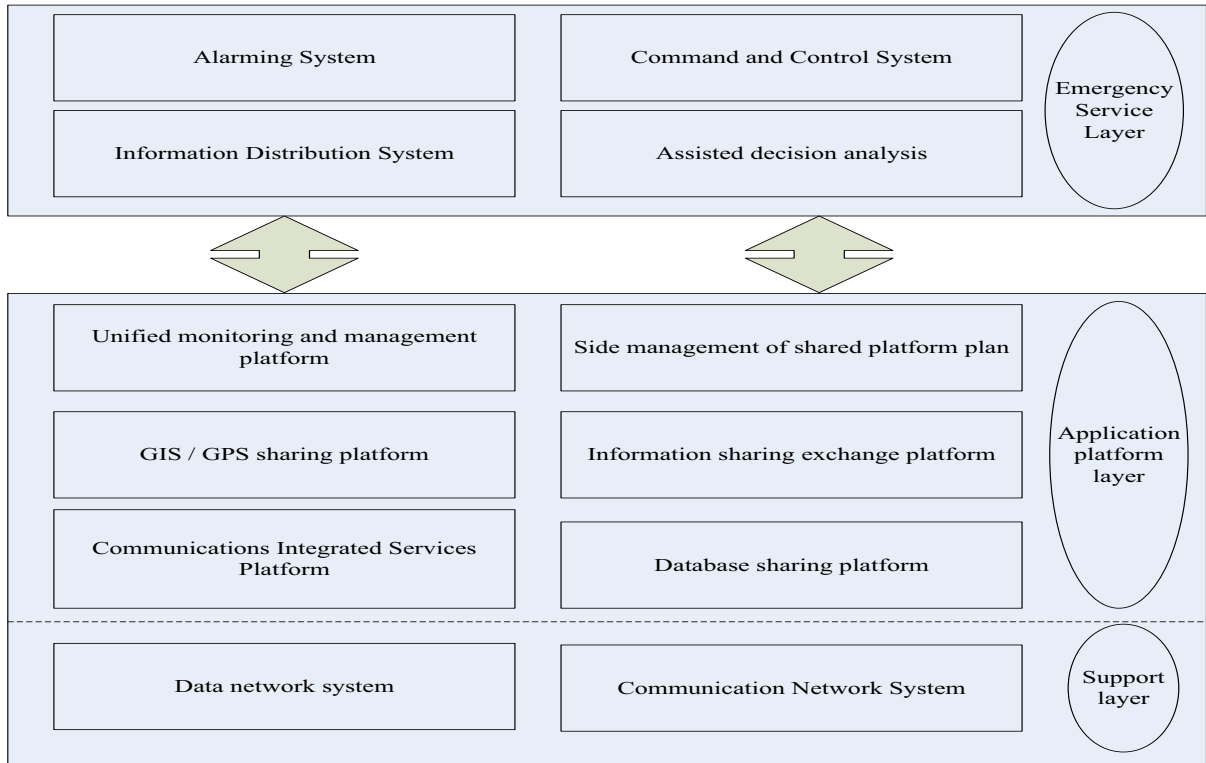 Alarming System
Command and Control System
Emergency
Service
Layer
Information Distribution System
Assisted decision analysis
Unified monitoring and management
platform
Side management of shared platform plan
GIS / GPS sharing platform
Information sharing exchange platform
Application
platform
layer
Communications Integrated Services
Platform
Database sharing platform
Data network system
Communication Network System
Support
layer